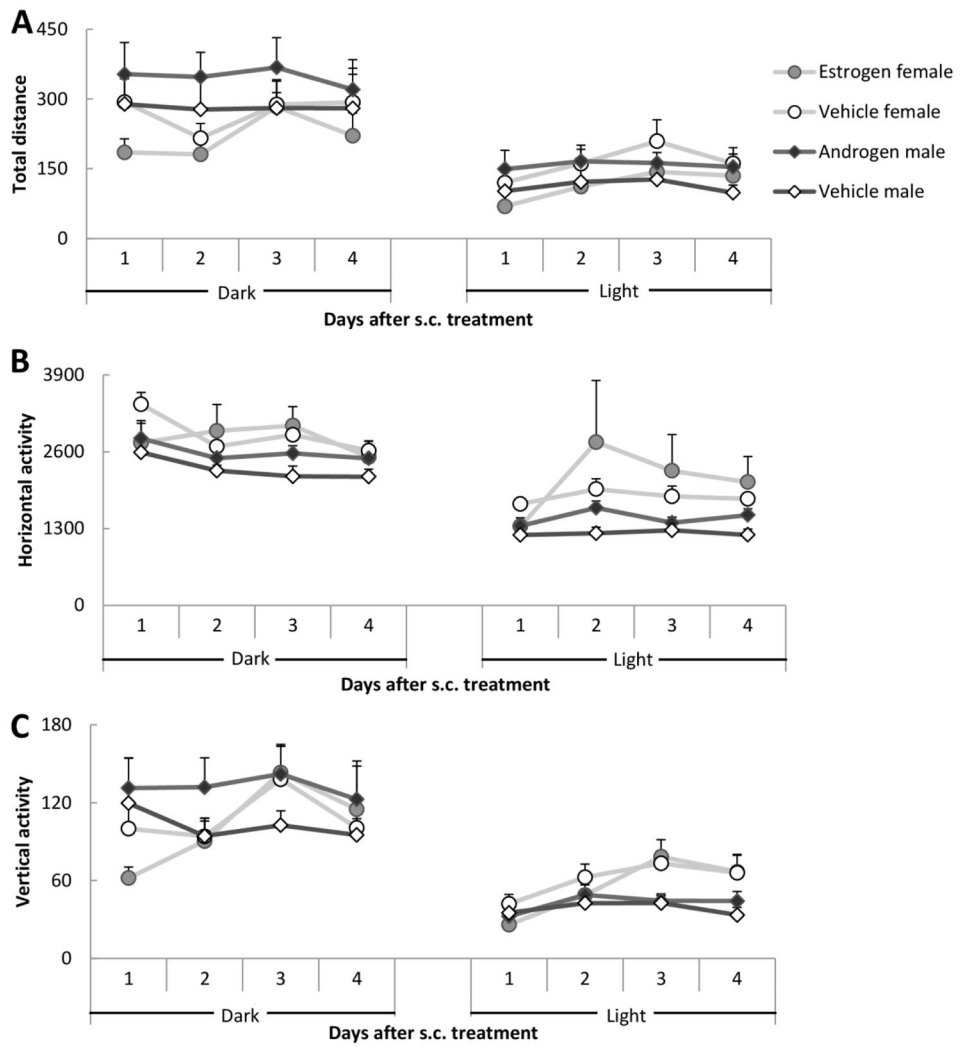 A
450
300
150
0
Total distance
1 2 3 4 1 2 3 4
Dark Light
Days after s.c. treatment
Estrogen female
Vehicle female
Androgen male
Vehicle male
B
3900
2600
1300
0
Horizontal activity
1 2 3 4 1 2 3 4
Dark Light
Days after s.c. treatment
C
180
120
60
0
Vertical activity
1 2 3 4 1 2 3 4
Dark Light
Days after s.c. treatment